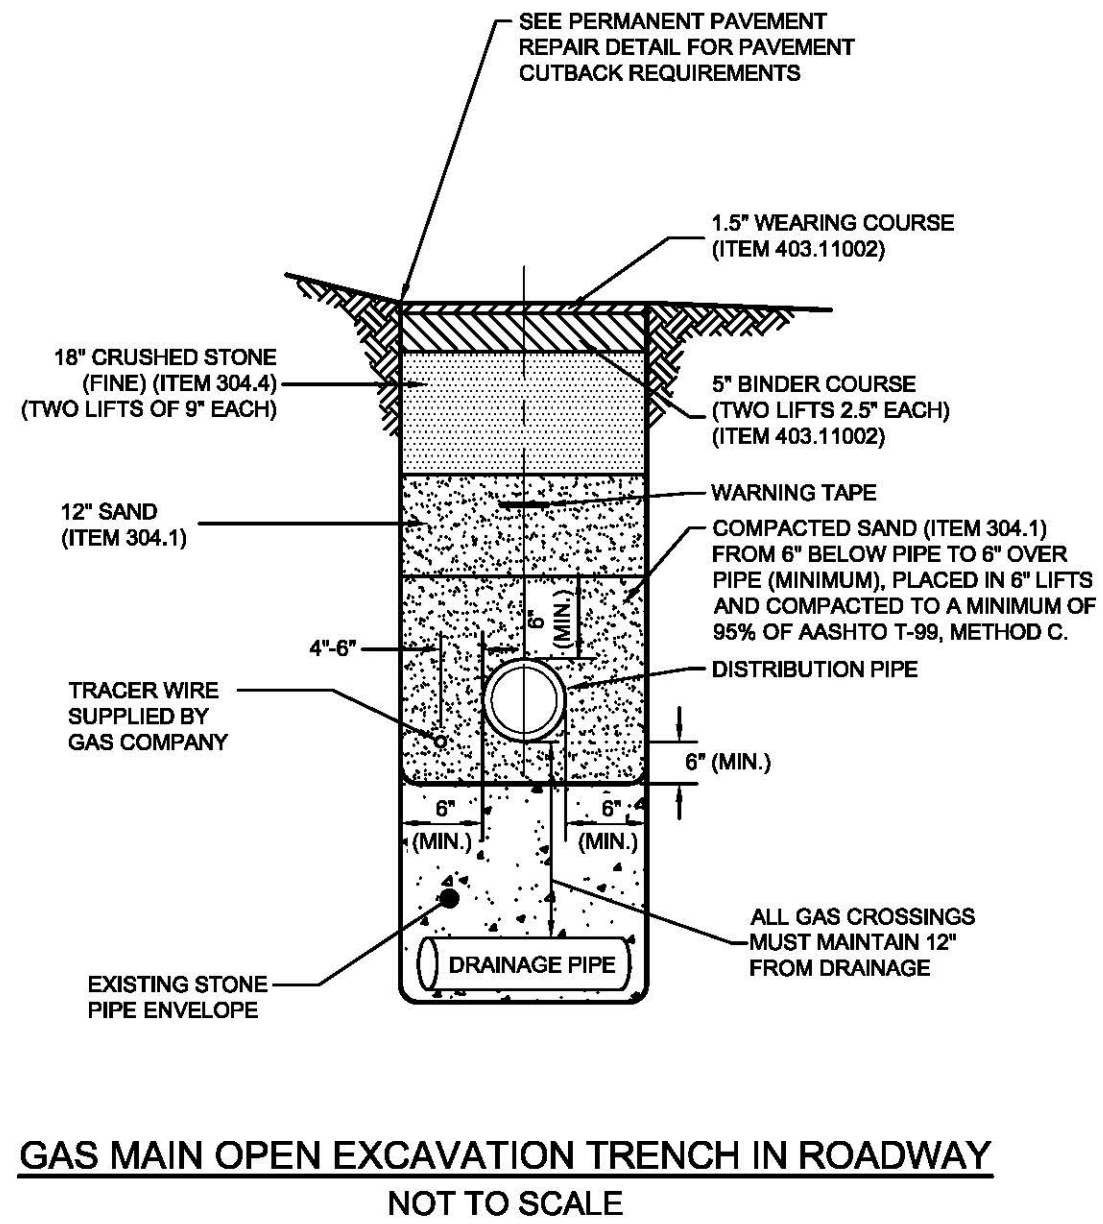 SEE PERMANENT PAVEMENT
REPAIR DETAIL FOR PAVEMENT
CUTBACK REQUIREMENTS
1.5" WEARING COURSE
(ITEM 403.11002)
18" CRUSHED STONE
(FINE) (ITEM 304.4)
(TWO LIFTS OF 9" EACH)
5" BINDER COURSE
(TWO LIFTS 2.5" EACH)
(ITEM 403.11002)
WARNING TAPE
12" SAND
(ITEM 304.1)
COMPACTED SAND (ITEM 304.1)
FROM 6" BELOW PIPE TO 6" OVER
PIPE (MINIMUM), PLACED IN 6" LIFTS
AND COMPACTED TO A MINIMUM OF
95% OF AASHTO T-99, METHOD C.
6"
(MIN.)
4"-6"
DISTRIBUTION PIPE
TRACER WIRE
SUPPLIED BY
GAS COMPANY
6" (MIN.)
6"
(MIN.)
6"
(MIN.)
ALL GAS CROSSINGS
MUST MAINTAIN 12"
FROM DRAINAGE
DRAINAGE PIPE
EXISTING STONE
PIPE ENVELOPE
GAS MAIN OPEN EXCAVATION TRENCH IN ROADWAY
NOT TO SCALE